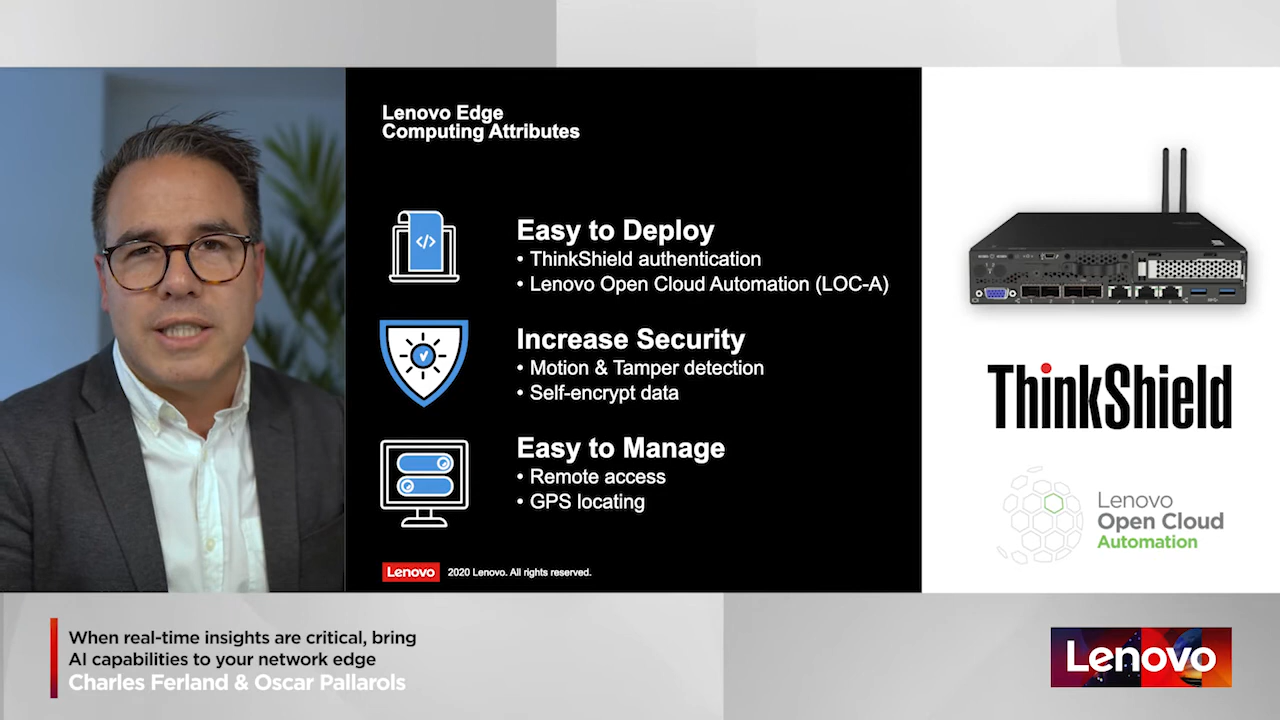 Lenovo Edge
Computing Attributes
</>
Easy to Deploy
• ThinkShield authentication
• Lenovo Open Cloud Automation (LOC-A)
Increase Security
• Motion & Tamper detection
• Self-encrypt data
Easy to Manage
• Remote access
• GPS locating
Lenovo 2020 Lenovo. All rights reserved.
ThinkShield
Lenovo
Open Cloud
Automation
When real-time insights are critical, bring
AI capabilities to your network edge
Charles Ferland & Oscar Pallarols
Lenovo